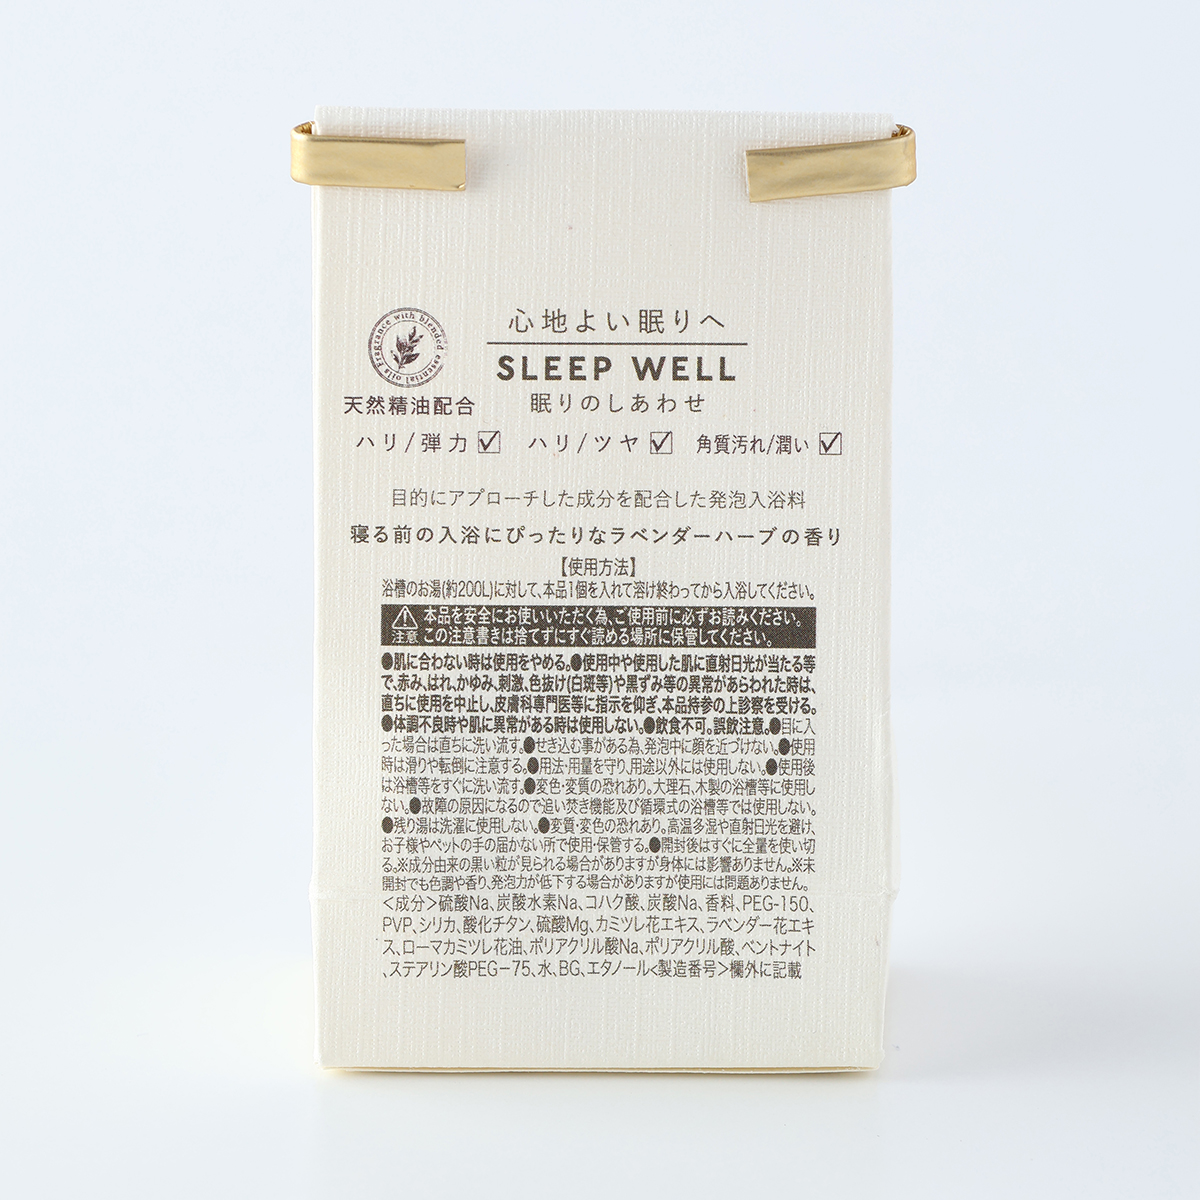 Fragrance with blended essential oils
心地よい眠りへ
SLEEP WELL
天然精油配合
眠りのしあわせ
ハリ/弾力☑ ハリ/ツヤ☑ 角質汚れ/潤い☑
目的にアプローチした成分を配合した発泡入浴料
寝る前の入浴にぴったりなラベンダーハーブの香り
【使用方法】
浴槽のお湯(約200L)に対して、本品1個を入れて溶け終わってから入浴してください。
注意
本品を安全にお使いいただく為、ご使用前に必ずお読みください。
この注意書きは捨てずにすぐ読める場所に保管してください。
●肌に合わない時は使用をやめる。●使用中や使用した肌に直射日光が当たる等
で、赤み、はれ、かゆみ、刺激、色抜け(白斑等)や黒ずみ等の異常があらわれた時は、
直ちに使用を中止し、皮膚科専門医等に指示を仰ぎ、本品持参の上診察を受ける。
●体調不良時や肌に異常がある時は使用しない。●飲食不可。誤飲注意。●目に入
った場合は直ちに洗い流す。●せき込む事がある為、発泡中に顔を近づけない。●使用
時は滑りや転倒に注意する。●用法・用量を守り、用途以外には使用しない。●使用後
は浴槽等をすぐに洗い流す。●変色・変質の恐れあり。大理石、木製の浴槽等に使用し
ない。●故障の原因になるので追い焚き機能及び循環式の浴槽等では使用しない。
●残り湯は洗濯に使用しない。●変質・変色の恐れあり。高温多湿や直射日光を避け、
お子様やペットの手の届かない所で使用・保管する。●開封後はすぐに全量を使い切
る。※成分由来の黒い粒が見られる場合がありますが身体には影響ありません。※未
開封でも色調や香り、発泡力が低下する場合がありますが使用には問題ありません。
<成分>硫酸Na、炭酸水素Na、コハク酸、炭酸Na、香料、PEG-150、
PVP、シリカ、酸化チタン、硫酸Mg、カミツレ花エキス、ラベンダー花エキ
ス、ローマカミツレ花油、ポリアクリル酸Na、ポリアクリル酸、ベントナイト
、ステアリン酸PEG−75、水、BG、エタノール<製造番号>欄外に記載